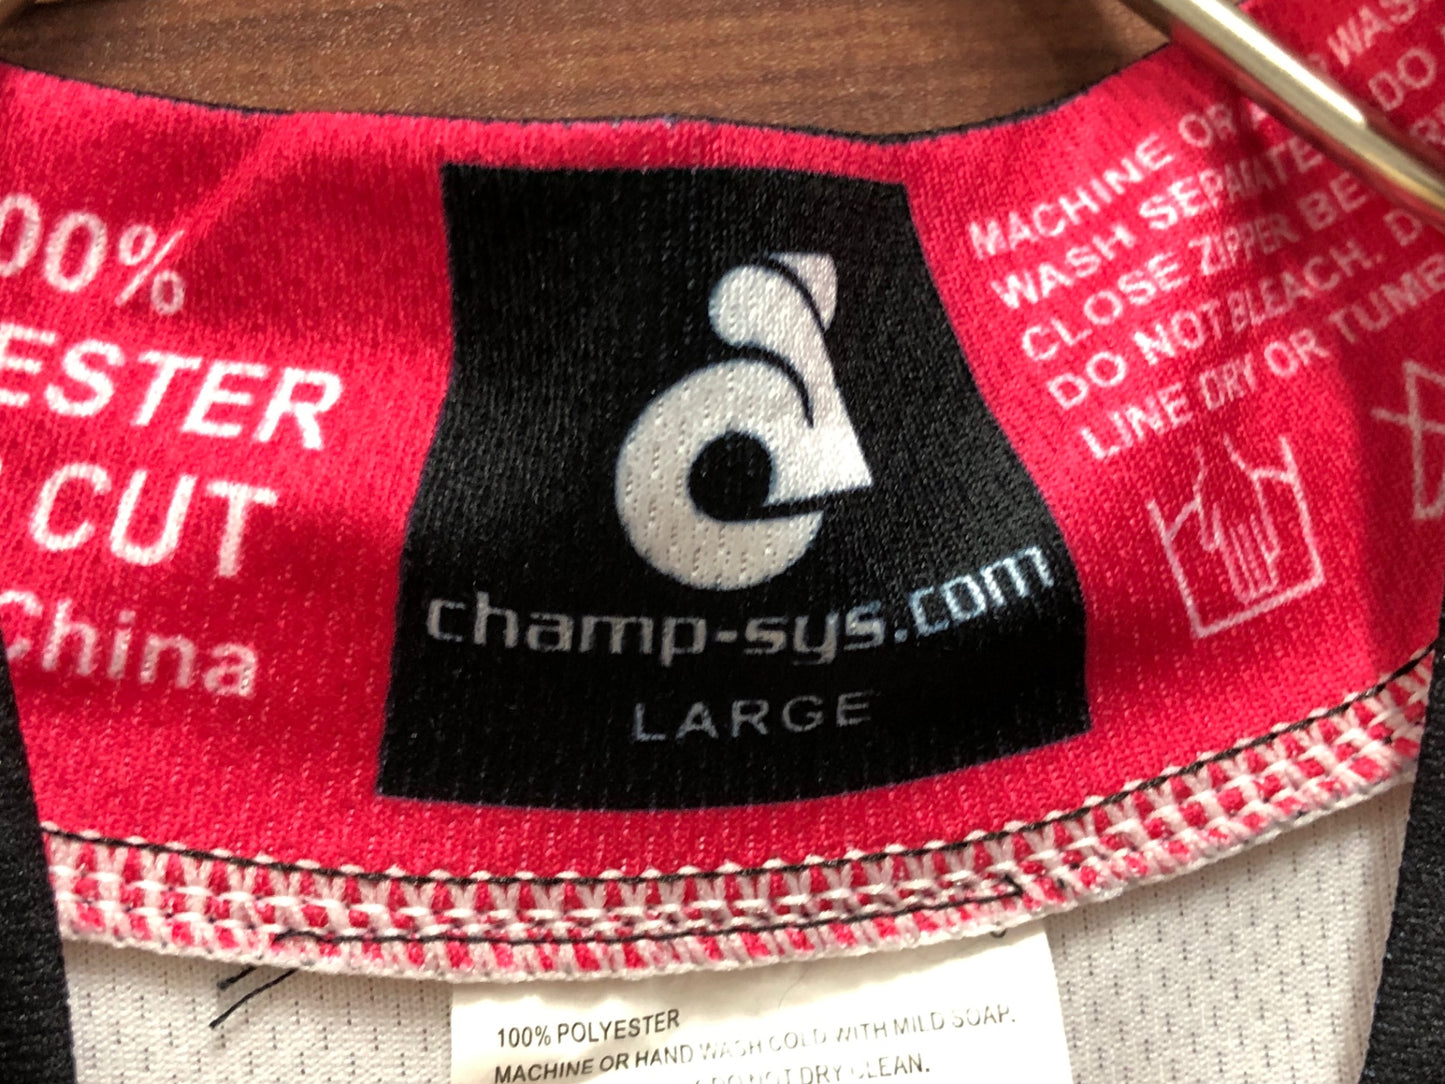 00%
ESTER
CUT
China
champ-sys.com
LARGE
MACHINE OR
WASH
WASH SEPARATE
DO
CLOSE ZIPPER BE
DO NOT BLEACH. D
LINE DRY OR TUMB
100% POLYESTER
MACHINE OR HAND WASH COLD WITH MILD SOAP.
DO NOT DRY CLEAN.